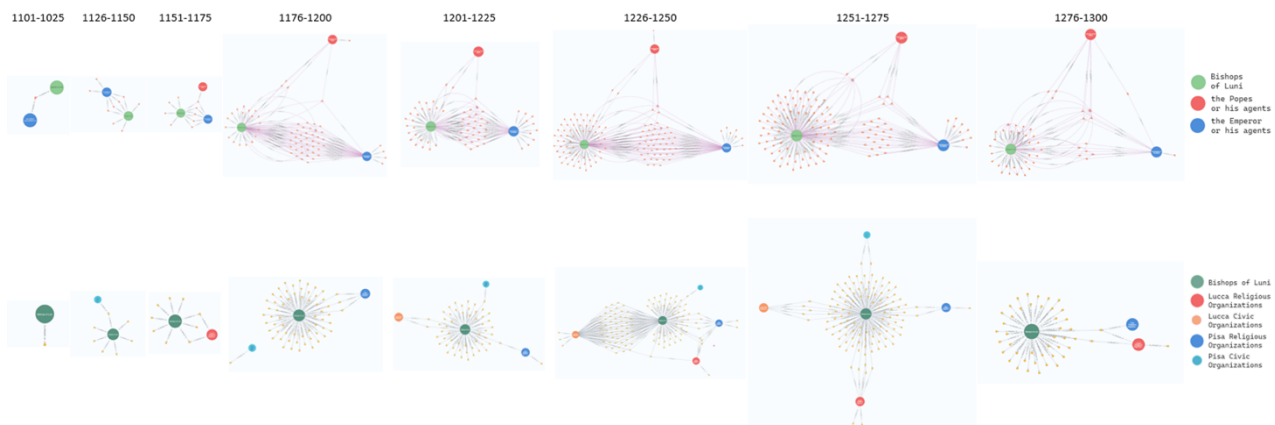 1101-1025
1126-1150
1151-1175
1176-1200
1201-1225
1226-1250
1251-1275
1276-1300
Bishops
of Luni
the Popes
or his agents
the Emperor
or his agents
Bishops of Luni
Lucca Religious
Organizations
Lucca Civic
Organizations
Pisa Religious
Organizations
Pisa Civic
Organizations